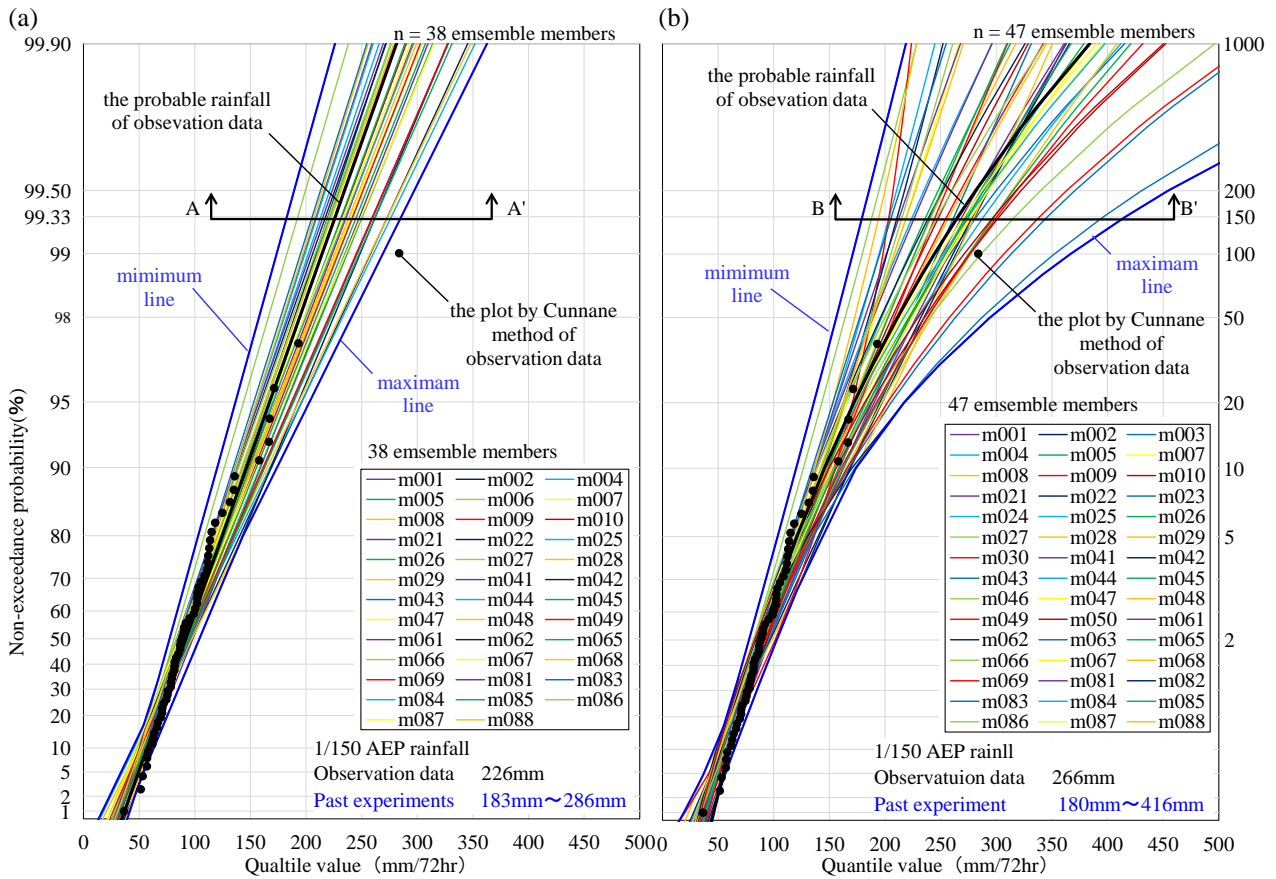 (a)
n = 38 emsemble members
99.90
99.50
99.33
99
98
95
90
80
70
60
50
40
30
20
10
5
2
1
Non-exceedance probability(%)
the probable rainfall
of obsevation data
A
A'
mimimum
line
the plot by Cunnane
method of
observation data
maximam
line
38 emsemble members
m001 m002 m004
m005 m006 m007
m008 m009 m010
m021 m022 m025
m026 m027 m028
m029 m041 m042
m043 m044 m045
m047 m048 m049
m061 m062 m065
m066 m067 m068
m069 m081 m083
m084 m085 m086
m087 m088
1/150 AEP rainfall
Observation data 226mm
Past experiments 183mm～286mm
0 50 100 150 200 250 300 350 400 450 500
Qualtile value（mm/72hr)
(b)
n = 47 emsemble members
1000
200
150
100
50
20
10
5
2
the probable rainfall
of observation data
B
B'
mimimum
line
maximam
line
the plot by Cunnane
method of
observation data
47 emsemble members
m001 m002 m003
m004 m005 m007
m008 m009 m010
m021 m022 m023
m024 m025 m026
m027 m028 m029
m030 m041 m042
m043 m044 m045
m046 m047 m048
m049 m050 m061
m062 m063 m065
m066 m067 m068
m069 m081 m082
m083 m084 m085
m086 m087 m088
1/150 AEP rainll
Observatuion data 266mm
Past experiment 180mm～416mm
0 50 100 150 200 250 300 350 400 450 500
Quantile value（mm/72hr)